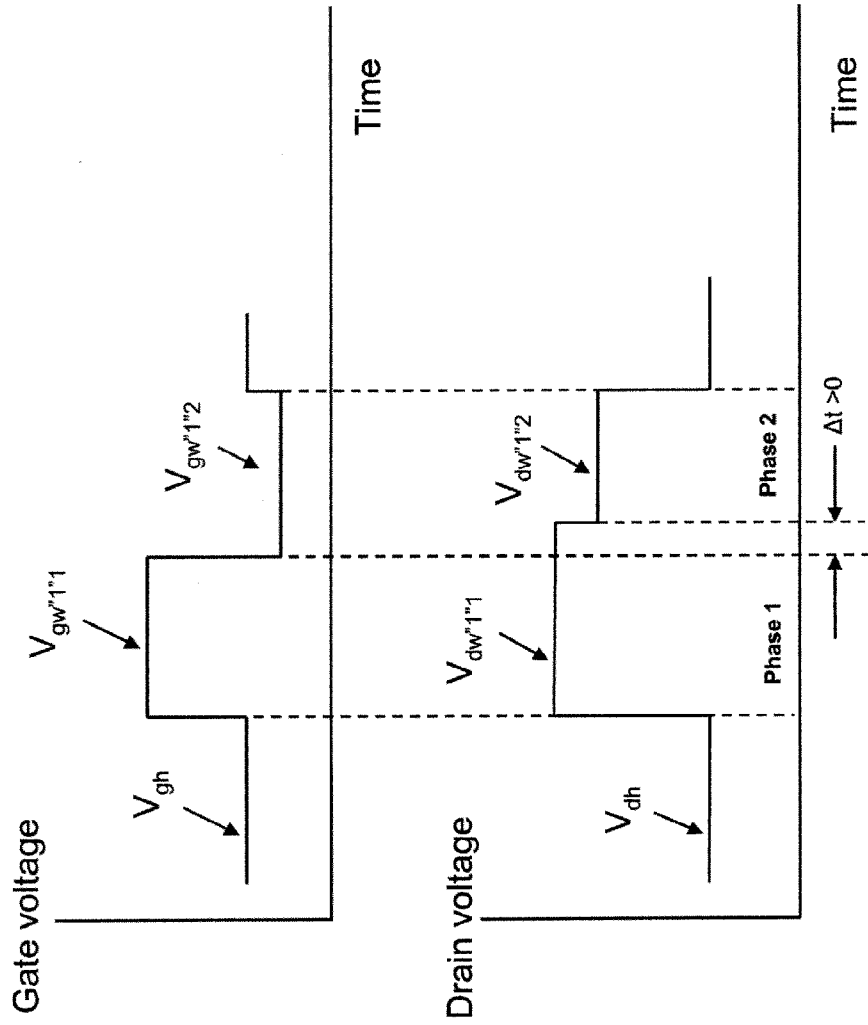 Gate voltage
V_gh
V_gw"1"1
V_gw"1"2
Time
Drain voltage
V_dh
V_dw"1"1
V_dw"1"2
Phase 1
Phase 2
Δt >0
Time